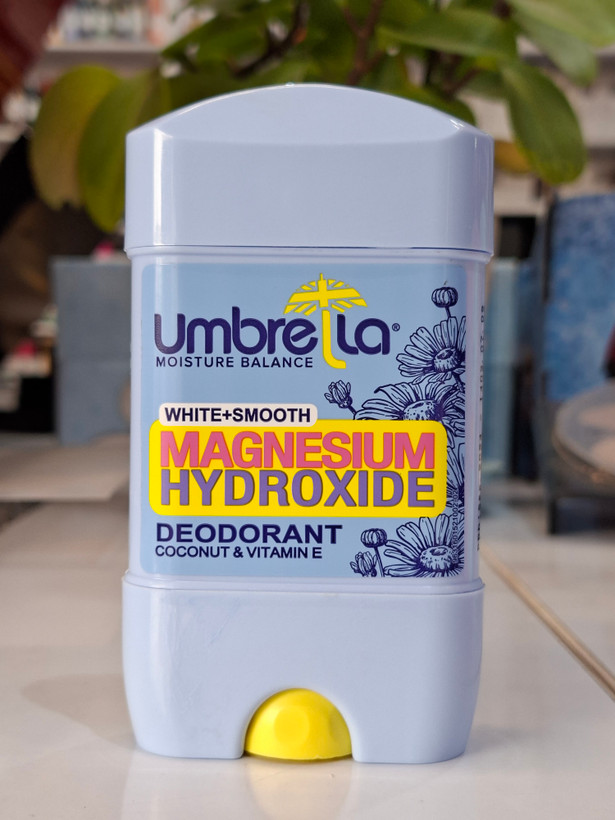 umbrella®
MOISTURE BALANCE
WHITE+SMOOTH
MAGNESIUM
HYDROXIDE
DEODORANT
COCONUT & VITAMIN E